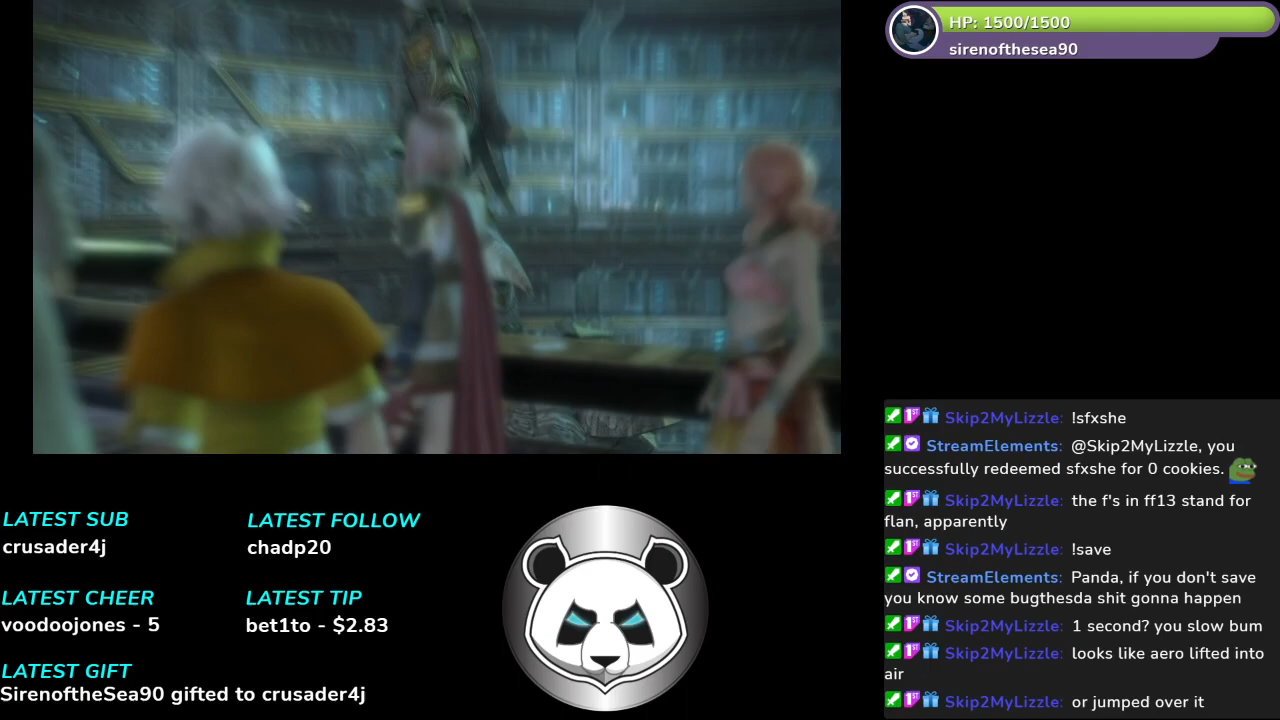 HP: 1500/1500
sirenofthesea90
Skip2MyLizzle: !sfxshe
StreamElements: @Skip2MyLizzle, you
successfully redeemed sfxshe for 0 cookies.
Skip2MyLizzle: the f's in ff13 stand for
flan, apparently
Skip2MyLizzle: !save
StreamElements: Panda, if you don't save
you know some bugthesda shit gonna happen
Skip2MyLizzle: 1 second? you slow bum
Skip2MyLizzle: looks like aero lifted into
air
Skip2MyLizzle: or jumped over it
LATEST SUB
crusader4j
LATEST FOLLOW
chadp20
LATEST CHEER
voodoojones - 5
LATEST TIP
bet1to - $2.83
LATEST GIFT
SirenoftheSea90 gifted to crusader4j